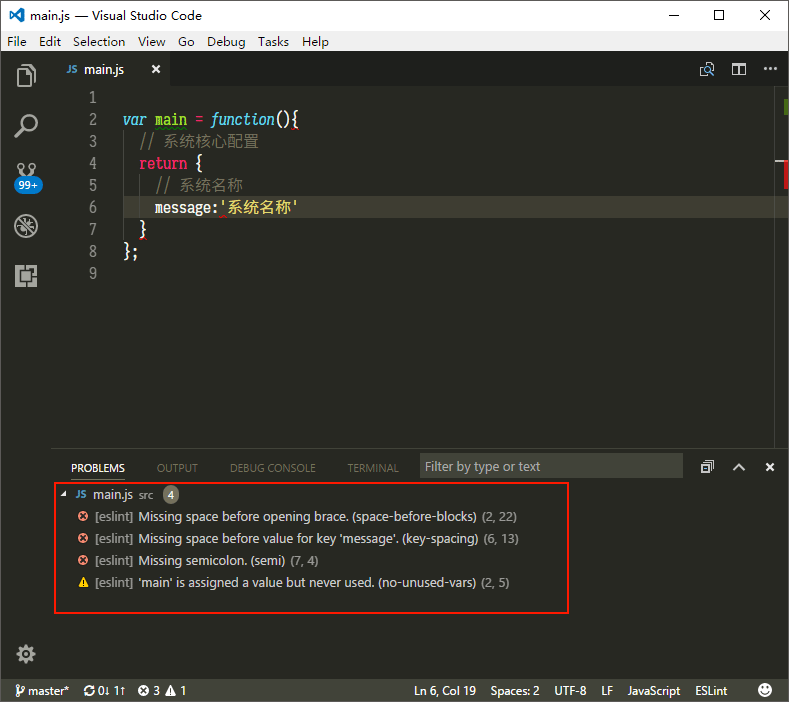 main.js — Visual Studio Code
File Edit Selection View Go Debug Tasks Help
JS main.js
1
2 var main = function(){
3 // 系统核心配置
4 return {
5 // 系统名称
6 message:'系统名称'
7 }
8 };
9
99+
PROBLEMS OUTPUT DEBUG CONSOLE TERMINAL Filter by type or text
JS main.js src 4
[eslint] Missing space before opening brace. (space-before-blocks) (2, 22)
[eslint] Missing space before value for key 'message'. (key-spacing) (6, 13)
[eslint] Missing semicolon. (semi) (7, 4)
[eslint] 'main' is assigned a value but never used. (no-unused-vars) (2, 5)
master* 0↓ 1↑ 3 1 Ln 6, Col 19 Spaces: 2 UTF-8 LF JavaScript ESLint